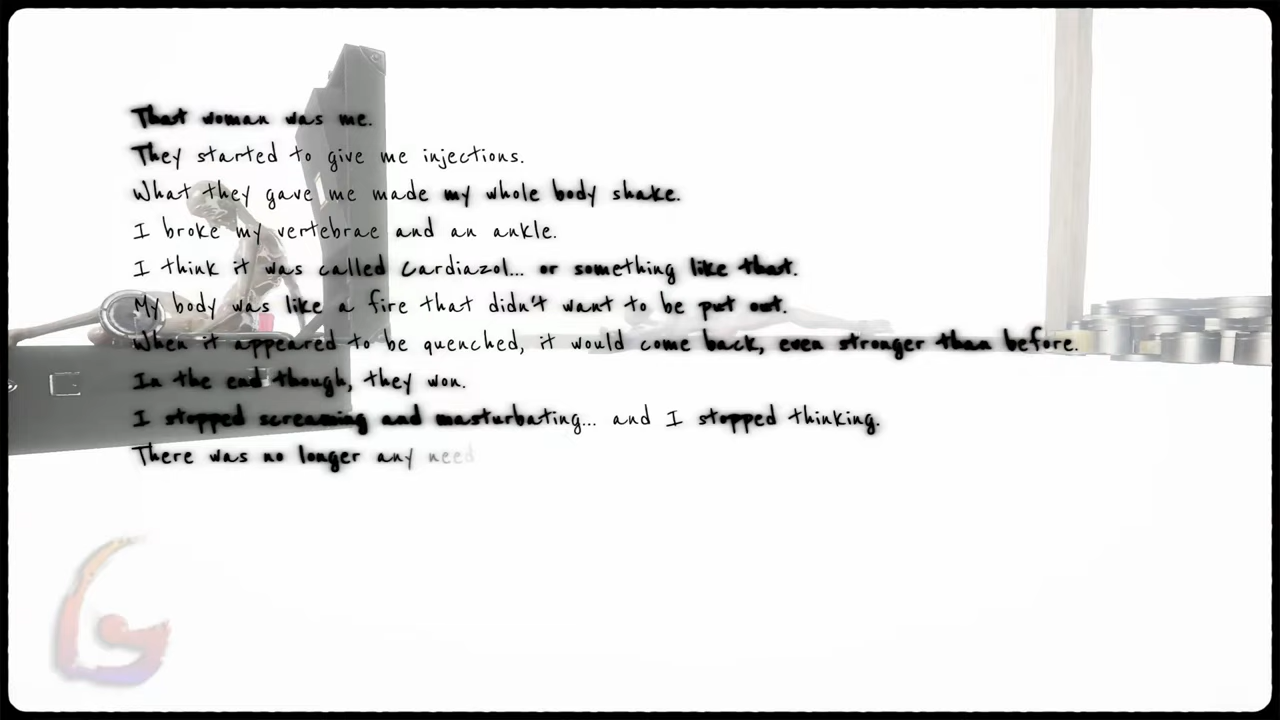 That woman was me.
They started to give me injections.
What they gave me made my whole body shake.
I broke my vertebrae and an ankle.
I think it was called Cardiazol... or something like that.
My body was like a fire that didn't want to be put out.
When it appeared to be quenched, it would come back, even stronger than before.
In the end though, they won.
I stopped screaming and masturbating... and I stopped thinking.
There was no longer any need